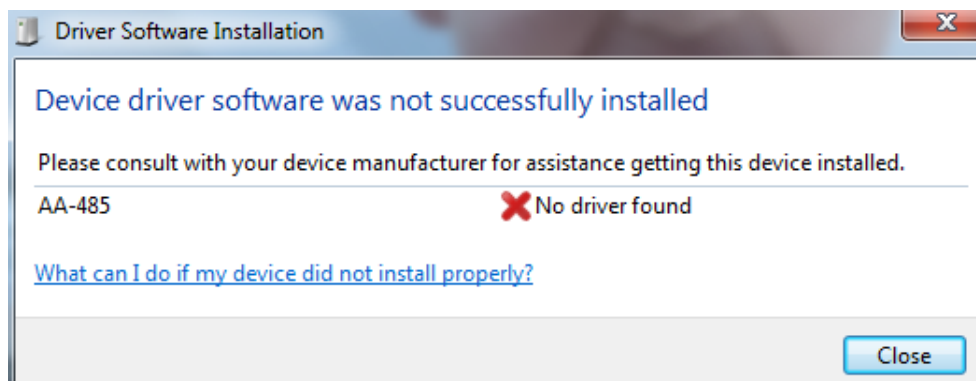 Driver Software Installation
Device driver software was not successfully installed
Please consult with your device manufacturer for assistance getting this device installed.
AA-485 No driver found
What can I do if my device did not install properly?
Close